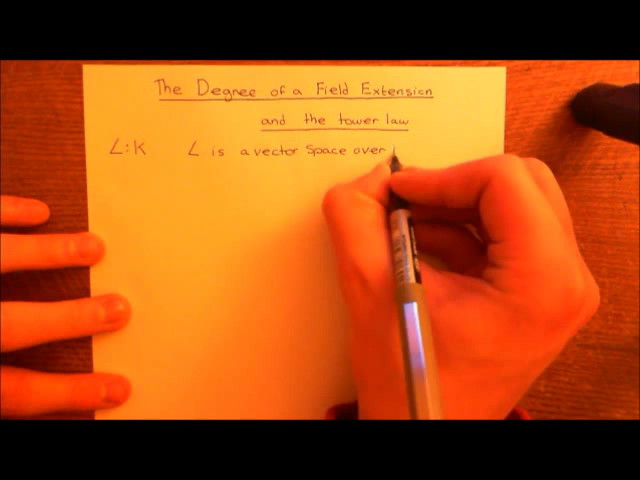 The Degree of a Field Extension
and the tower law
L:K L is a vector space over